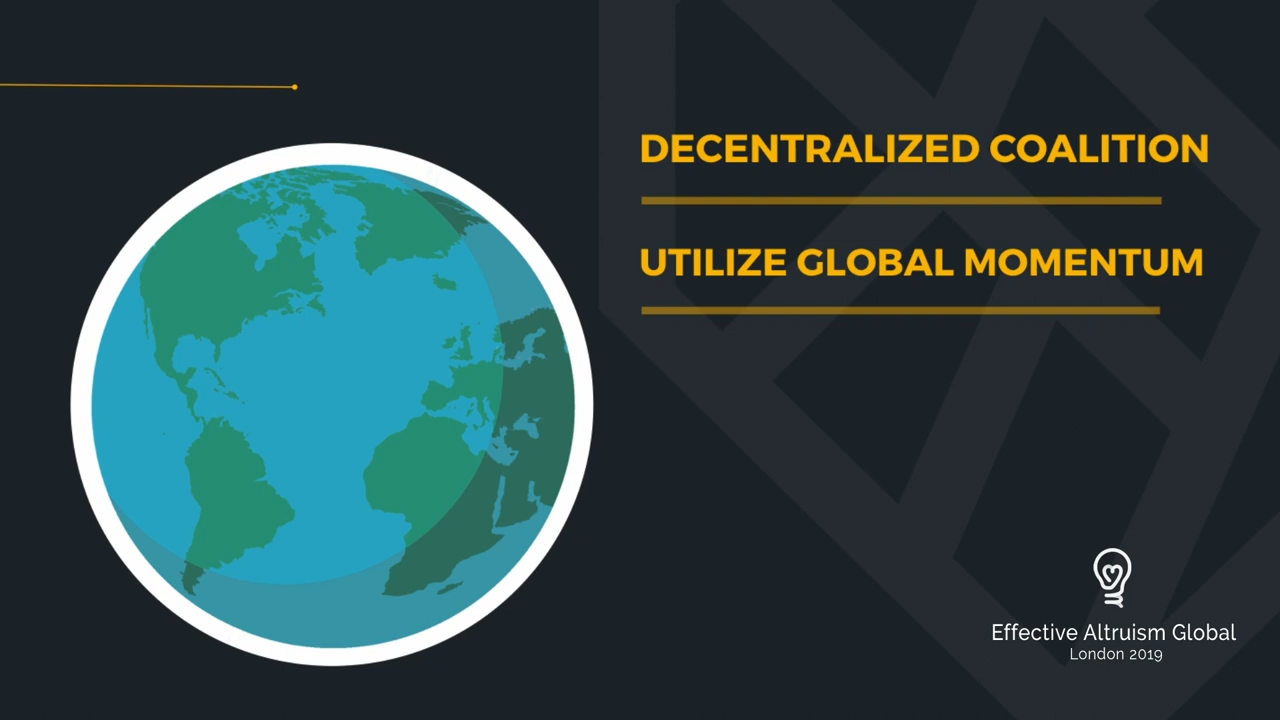 DECENTRALIZED COALITION
UTILIZE GLOBAL MOMENTUM
Effective Altruism Global
London 2019